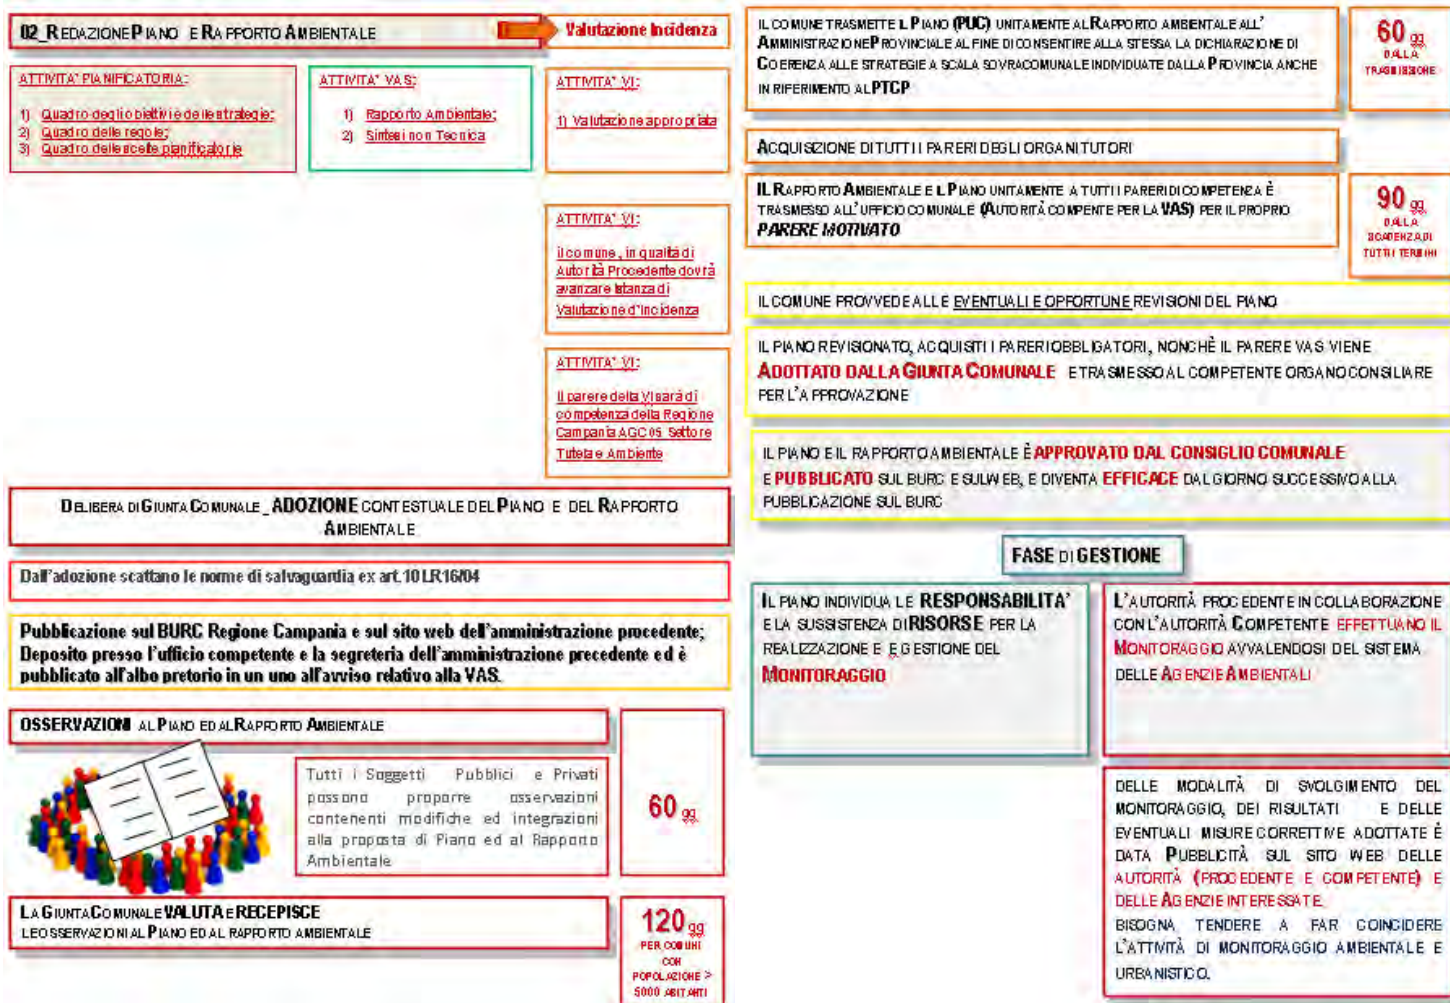 02_REDAZIONE PIANO E RAPPORTO AMBIENTALE
Valutazione Incidenza
ATTIVITA' PIANIFICATORIA:
1) Quadro degli obiettivi e delle strategie;
2) Quadro delle regole;
3) Quadro delle scelte pianificatorie
ATTIVITA' VAS:
1) Rapporto Ambientale;
2) Sintesi non Tecnica
ATTIVITA' VI:
1) Valutazione appropriata
ATTIVITA' VI:
il comune, in qualità di
Autorità Procedente dovrà
avanzare Istanza di
Valutazione d'Incidenza
ATTIVITA' VI:
Il parere della VI sarà di
competenza della Regione
Campania AGC 05 Settore
Tutela e Ambiente
DELIBERA DI GIUNTA COMUNALE_ADOZIONE CONTESTUALE DEL PIANO E DEL RAPPORTO
AMBIENTALE
Dall'adozione scattano le norme di salvaguardia ex art.10 LR16/04
Pubblicazione sul BURC Regione Campania e sul sito web dell'amministrazione procedente;
Deposito presso l'ufficio competente e la segreteria dell'amministrazione precedente ed è
pubblicato all'albo pretorio in un uno all'avviso relativo alla VAS.
OSSERVAZIONI AL PIANO ED AL RAPPORTO AMBIENTALE
Tutti i Soggetti Pubblici e Privati
possono proporre osservazioni
contenenti modifiche ed integrazioni
alla proposta di Piano ed al Rapporto
Ambientale
60 gg.
LA GIUNTA COMUNALE VALUTA E RECEPISCE
LE OSSERVAZIONI AL PIANO ED AL RAPPORTO AMBIENTALE
120 gg
PER COMUNI
CON
POPOLAZIONE >
5000 ABITANTI
IL COMUNE TRASMETTE IL PIANO (PUC) UNITAMENTE AL RAPPORTO AMBIENTALE ALL'
AMMINISTRAZIONE PROVINCIALE AL FINE DI CONSENTIRE ALLA STESSA LA DICHIARAZIONE DI
COERENZA ALLE STRATEGIE A SCALA SOVRACOMUNALE INDIVIDUATE DALLA PROVINCIA ANCHE
IN RIFERIMENTO AL PTCP
60 gg.
DALLA
TRASMISSIONE
ACQUISIZIONE DI TUTTI I PARERI DEGLI ORGANI TUTORI
IL RAPPORTO AMBIENTALE E IL PIANO UNITAMENTE A TUTTI I PARERI DI COMPETENZA È
TRASMESSO ALL'UFFICIO COMUNALE (AUTORITÀ COMPENTE PER LA VAS) PER IL PROPRIO
PARERE MOTIVATO
90 gg.
DALLA
SCADENZA DI
TUTTI I TERMINI
IL COMUNE PROVVEDE ALLE EVENTUALI E OPPORTUNE REVISIONI DEL PIANO
IL PIANO REVISIONATO, ACQUISITI I PARERI OBBLIGATORI, NONCHÈ IL PARERE VAS VIENE
ADOTTATO DALLA GIUNTA COMUNALE E TRASMESSO AL COMPETENTE ORGANO CONSILIARE
PER L'APPROVAZIONE
IL PIANO E IL RAPPORTO AMBIENTALE È APPROVATO DAL CONSIGLIO COMUNALE
E PUBBLICATO SUL BURC E SUL WEB, E DIVENTA EFFICACE DAL GIORNO SUCCESSIVO ALLA
PUBBLICAZIONE SUL BURC
FASE DI GESTIONE
IL PIANO INDIVIDUA LE RESPONSABILITA'
E LA SUSSISTENZA DI RISORSE PER LA
REALIZZAZIONE E E GESTIONE DEL
MONITORAGGIO
L'AUTORITÀ PROCEDENTE IN COLLABORAZIONE
CON L'AUTORITÀ COMPETENTE EFFETTUANO IL
MONITORAGGIO AVVALENDOSI DEL SISTEMA
DELLE AGENZIE AMBIENTALI
DELLE MODALITÀ DI SVOLGIMENTO DEL
MONITORAGGIO, DEI RISULTATI E DELLE
EVENTUALI MISURE CORRETTIVE ADOTTATE È
DATA PUBBLICITÀ SUL SITO WEB DELLE
AUTORITÀ (PROCEDENTE E COMPETENTE) E
DELLE AGENZIE INTERESSATE.
BISOGNA TENDERE A FAR COINCIDERE
L'ATTIVITÀ DI MONITORAGGIO AMBIENTALE E
URBANISTICO.